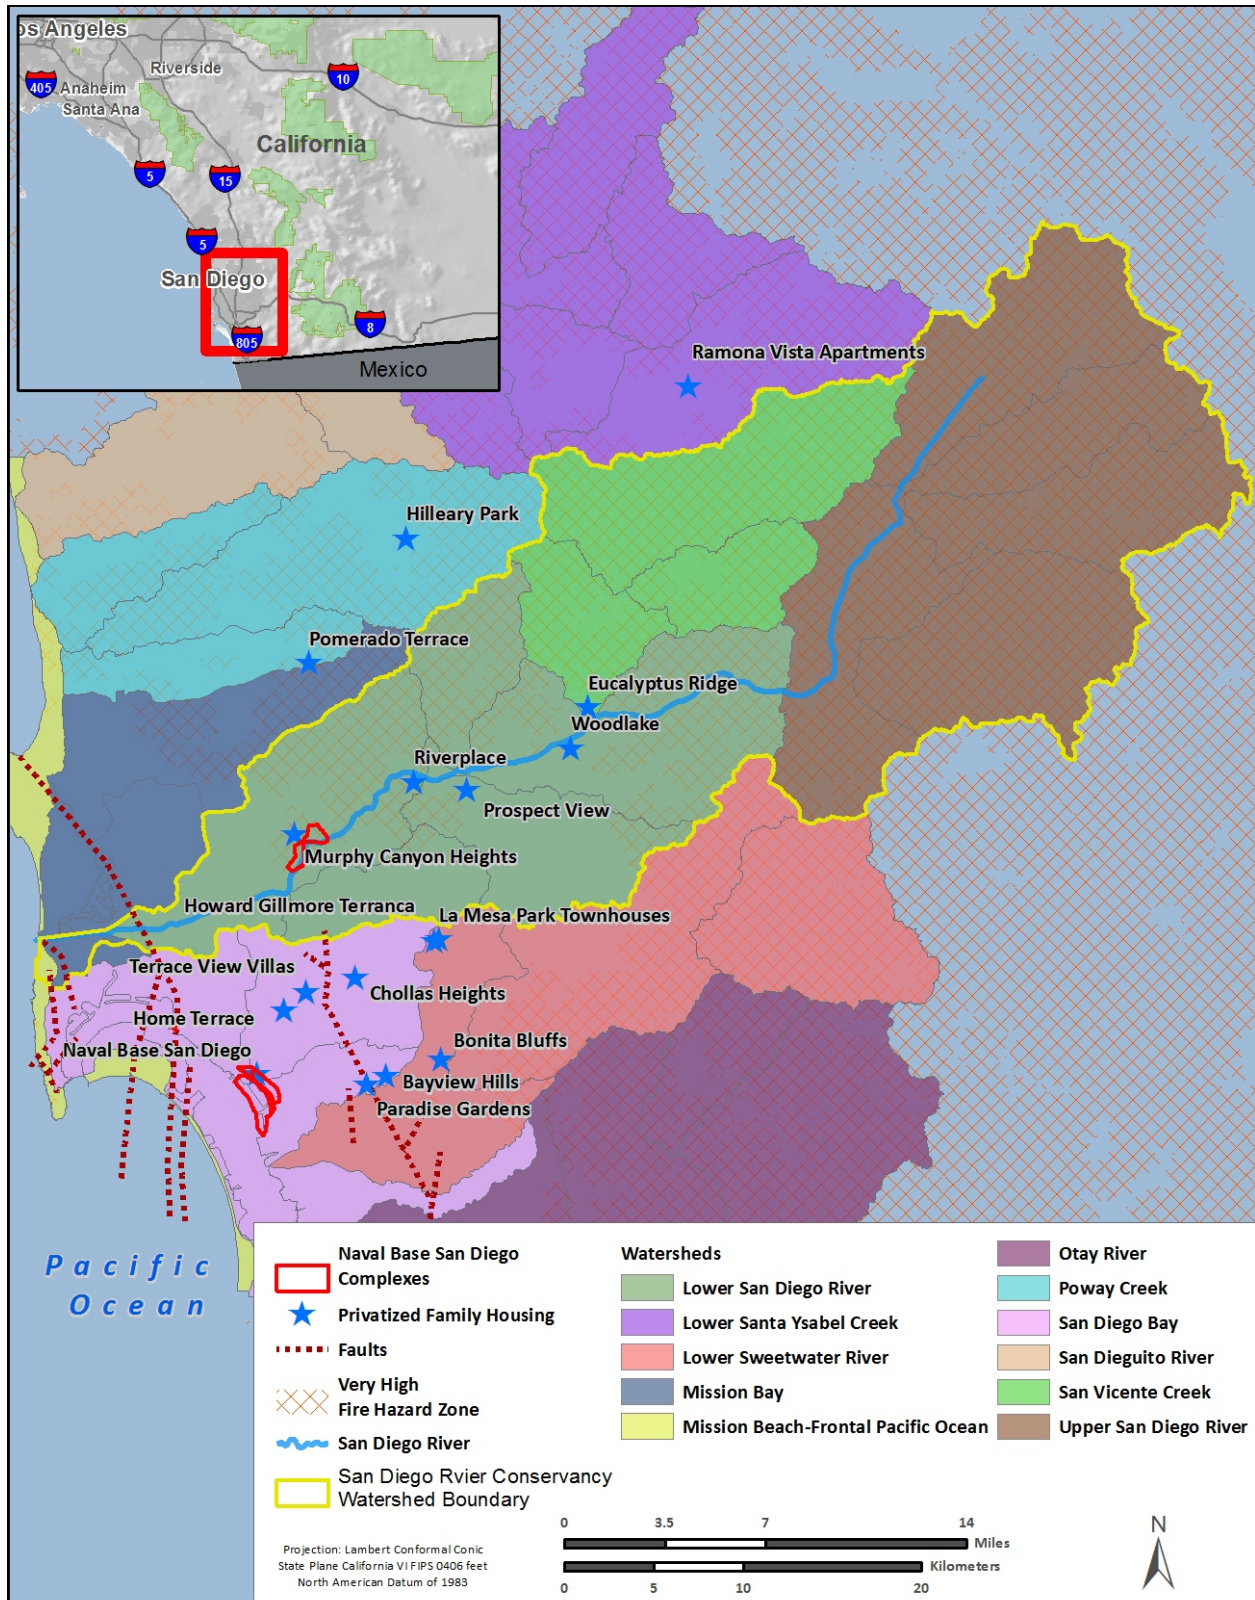 os Angeles
Riverside
10
405
Anaheim
Santa Ana
California
5
15
5
San Diego
805
8
Mexico
Ramona Vista Apartments
Hilleary Park
Pomerado Terrace
Eucalyptus Ridge
Woodlake
Riverplace
Prospect View
Murphy Canyon Heights
Howard Gillmore Terranca
La Mesa Park Townhouses
Terrace View Villas
Chollas Heights
Home Terrace
Bonita Bluffs
Naval Base San Diego
Bayview Hills
Paradise Gardens
Pacific
Ocean
Naval Base San Diego
Complexes
Privatized Family Housing
Faults
Very High
Fire Hazard Zone
San Diego River
San Diego Rvier Conservancy
Watershed Boundary
Watersheds
Lower San Diego River
Lower Santa Ysabel Creek
Lower Sweetwater River
Mission Bay
Mission Beach-Frontal Pacific Ocean
Otay River
Poway Creek
San Diego Bay
San Dieguito River
San Vicente Creek
Upper San Diego River
Projection: Lambert Conformal Conic
State Plane California VI FIPS 0406 feet
North American Datum of 1983
0 3.5 7 14
Miles
Kilometers
0 5 10 20
N